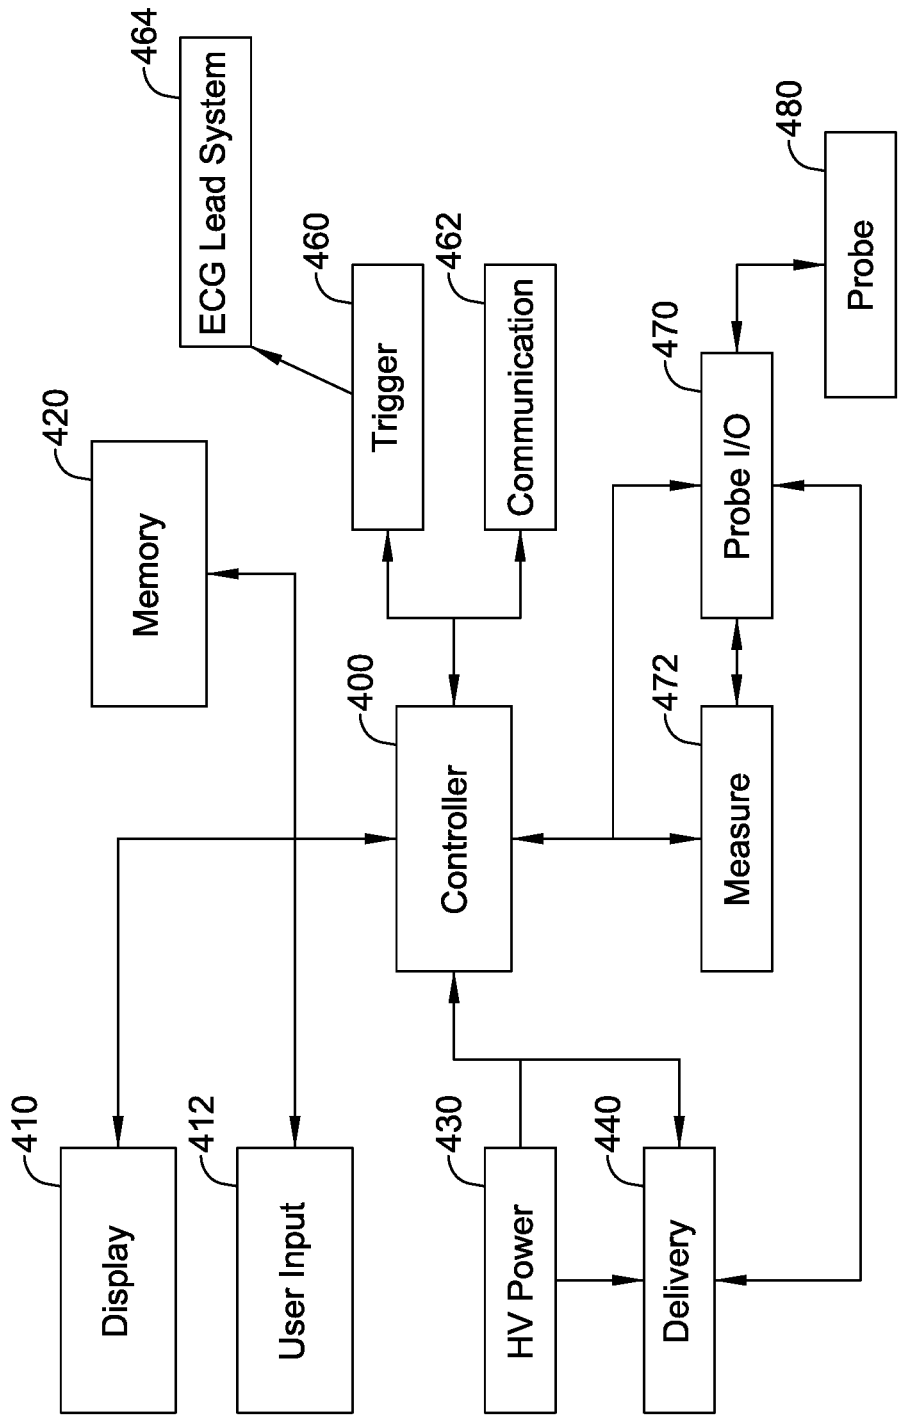 410
Display
412
User Input
420
Memory
464
ECG Lead System
400
Controller
460
Trigger
462
Communication
430
HV Power
440
Delivery
472
Measure
470
Probe I/O
480
Probe